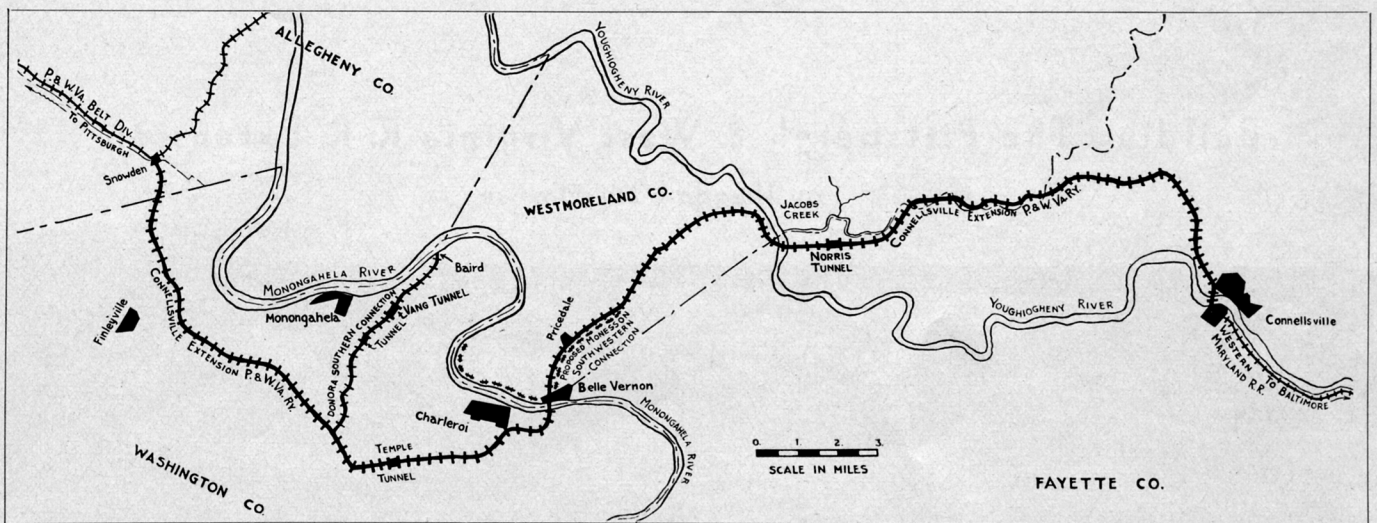 ALLEGHENY CO.
P.&W.VA. BELT DIV.
TO PITTSBURGH
Snowden
YOUGHIOGHENY RIVER
WESTMORELAND CO.
JACOBS
CREEK
CONNELLSVILLE EXTENSION P.&W.VA.RY.
NORRIS
TUNNEL
MONONGAHELA RIVER
Baird
Monongahela
Finleyville
CONNELLSVILLE EXTENSION P.&W.VA.RY.
DONORA SOUTHERN CONNECTION
TUNNEL
VANG TUNNEL
Pricedale
PROPOSED MONESSON
SOUTHWESTERN
CONNECTION
YOUGHIOGHENY RIVER
Connellsville
WESTERN
MARYLAND R.R.
TO BALTIMORE
Belle Vernon
Charleroi
MONONGAHELA RIVER
TEMPLE
TUNNEL
0. 1. 2. 3.
SCALE IN MILES
WASHINGTON CO.
FAYETTE CO.